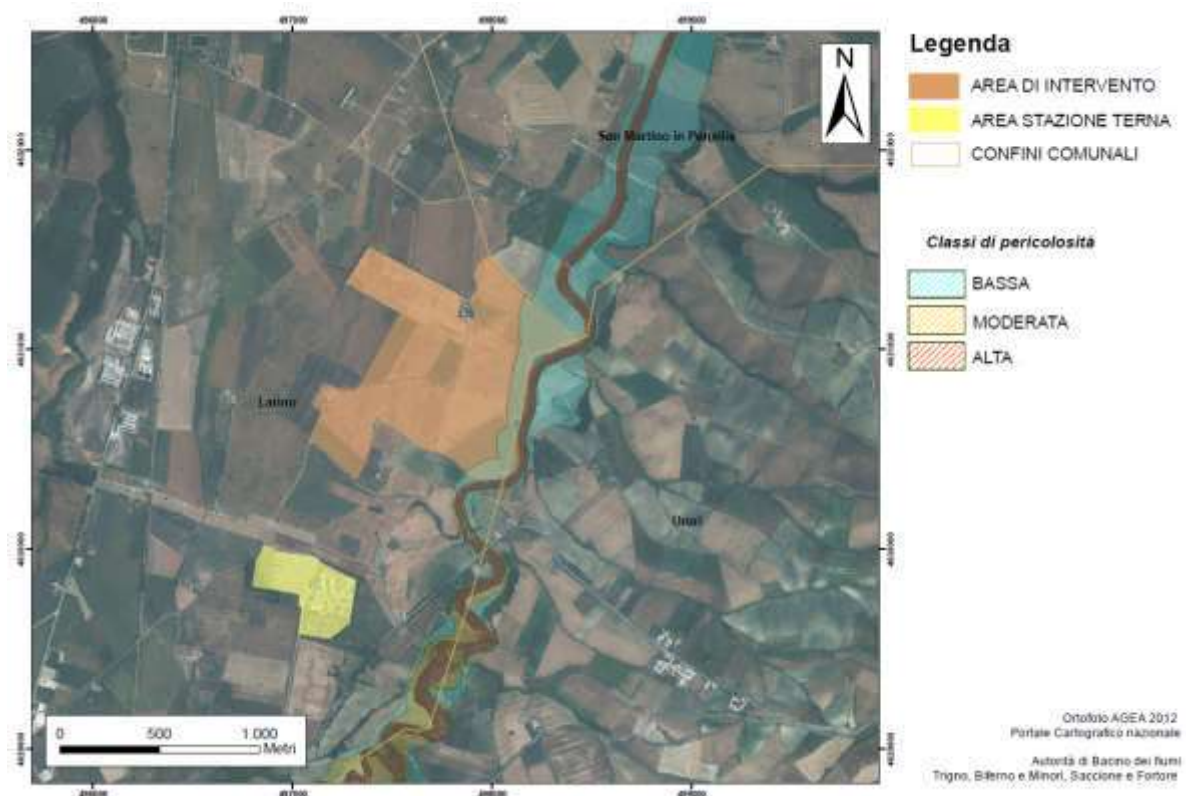 N
San Martino in Pensilis
Larino
Ururi
0 500 1.000
Metri
Legenda
AREA DI INTERVENTO
AREA STAZIONE TERNA
CONFINI COMUNALI
Classi di pericolosità
BASSA
MODERATA
ALTA
Ortofoto AGEA 2012
Portale Cartografico nazionale
Autorità di Bacino dei fiumi
Trigno, Biferno e Minori, Saccione e Fortore